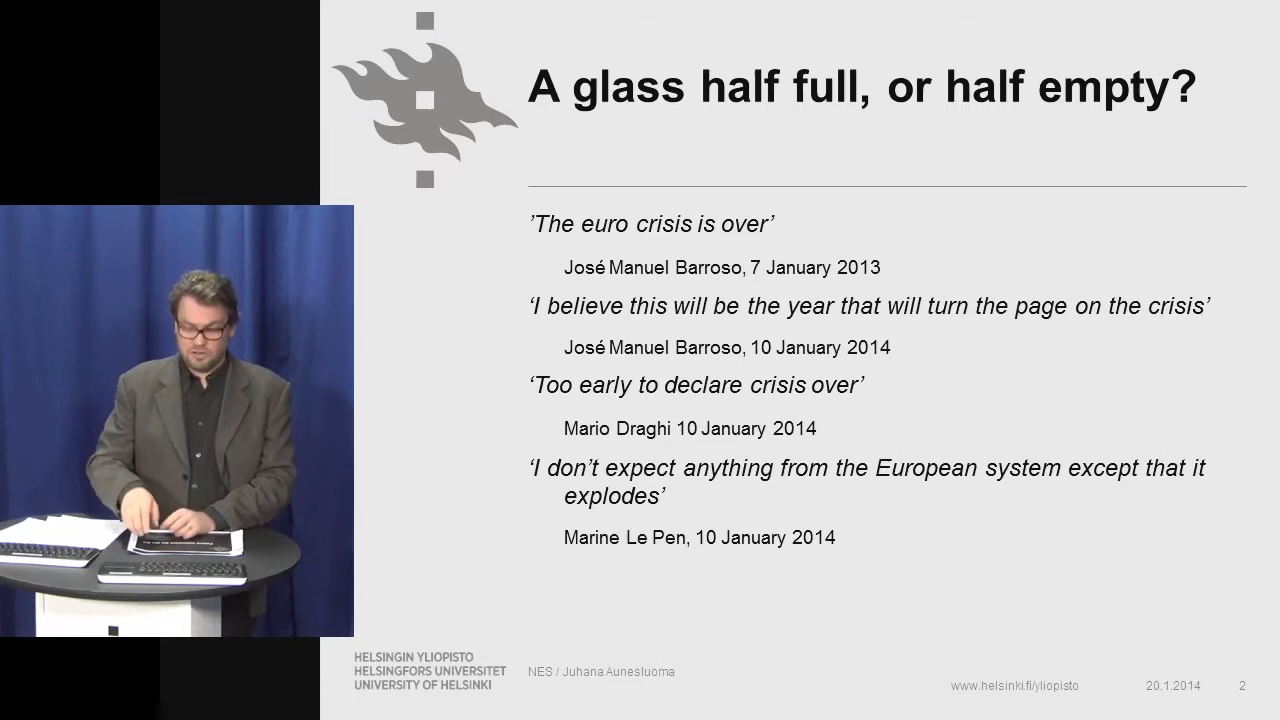 A glass half full, or half empty?
’The euro crisis is over’
José Manuel Barroso, 7 January 2013
‘I believe this will be the year that will turn the page on the crisis’
José Manuel Barroso, 10 January 2014
‘Too early to declare crisis over’
Mario Draghi 10 January 2014
‘I don’t expect anything from the European system except that it
explodes’
Marine Le Pen, 10 January 2014
HELSINGIN YLIOPISTO
HELSINGFORS UNIVERSITET
UNIVERSITY OF HELSINKI
NES / Juhana Aunesluoma
www.helsinki.fi/yliopisto
20.1.2014
2